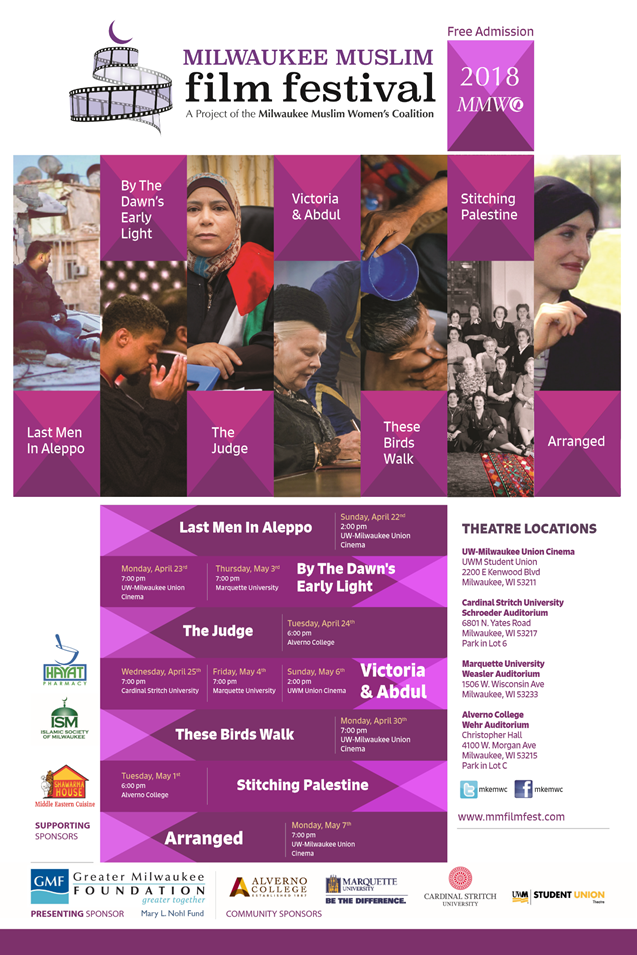 Free Admission
MILWAUKEE MUSLIM
film festival
A Project of the Milwaukee Muslim Women's Coalition
2018
MMWC
By The
Dawn's
Early
Light
Victoria
& Abdul
Stitching
Palestine
Last Men
In Aleppo
The
Judge
These
Birds
Walk
Arranged
Last Men In Aleppo
Sunday, April 22nd
2:00 pm
UW-Milwaukee Union
Cinema
Monday, April 23rd
7:00 pm
UW-Milwaukee Union
Cinema
Thursday, May 3rd
7:00 pm
Marquette University
By The Dawn's
Early Light
The Judge
Tuesday, April 24th
6:00 pm
Alverno College
Wednesday, April 25th
7:00 pm
Cardinal Stritch University
Friday, May 4th
7:00 pm
Marquette University
Sunday, May 6th
2:00 pm
UWM Union Cinema
Victoria
& Abdul
These Birds Walk
Monday, April 30th
7:00 pm
UW-Milwaukee Union
Cinema
Tuesday, May 1st
6:00 pm
Alverno College
Stitching Palestine
Arranged
Monday, May 7th
7:00 pm
UW-Milwaukee Union
Cinema
THEATRE LOCATIONS
UW-Milwaukee Union Cinema
UWM Student Union
2200 E Kenwood Blvd
Milwaukee, WI 53211
Cardinal Stritch University
Schroeder Auditorium
6801 N. Yates Road
Milwaukee, WI 53217
Park in Lot 6
Marquette University
Weasler Auditorium
1506 W. Wisconsin Ave
Milwaukee, WI 53233
Alverno College
Wehr Auditorium
Christopher Hall
4100 W. Morgan Ave
Milwaukee, WI 53215
Park in Lot C
mkemwc
mkemwc
www.mmfilmfest.com
HAYAT
PHARMACY
ISM
ISLAMIC SOCIETY
OF MILWAUKEE
SHAWARMA
HOUSE
Middle Eastern Cuisine
SUPPORTING
SPONSORS
GMF
Greater Milwaukee
FOUNDATION
greater together
PRESENTING SPONSOR
Mary L. Nohl Fund
ALVERNO
COLLEGE
ESTABLISHED 1887
MARQUETTE
UNIVERSITY
BE THE DIFFERENCE.
CARDINAL STRITCH
UNIVERSITY
UWM STUDENT UNION
Theatre
COMMUNITY SPONSORS